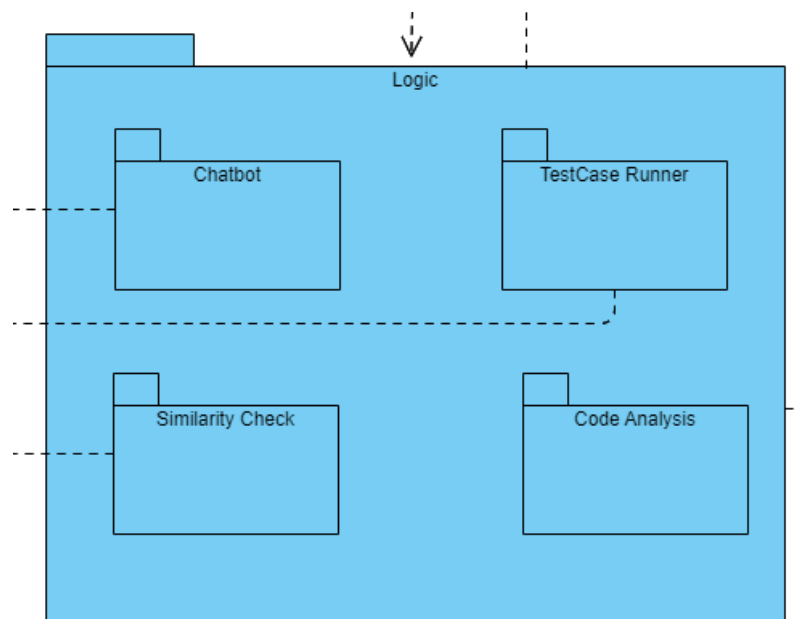 Logic
Chatbot
TestCase Runner
Similarity Check
Code Analysis